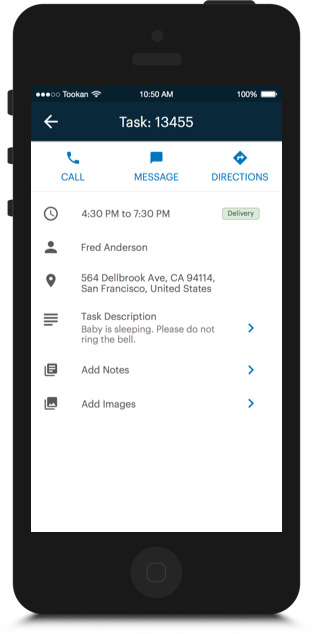 Tookan 10:50 AM 100%
Task: 13455
CALL MESSAGE DIRECTIONS
4:30 PM to 7:30 PM Delivery
Fred Anderson
564 Dellbrook Ave, CA 94114,
San Francisco, United States
Task Description
Baby is sleeping. Please do not
ring the bell.
Add Notes
Add Images